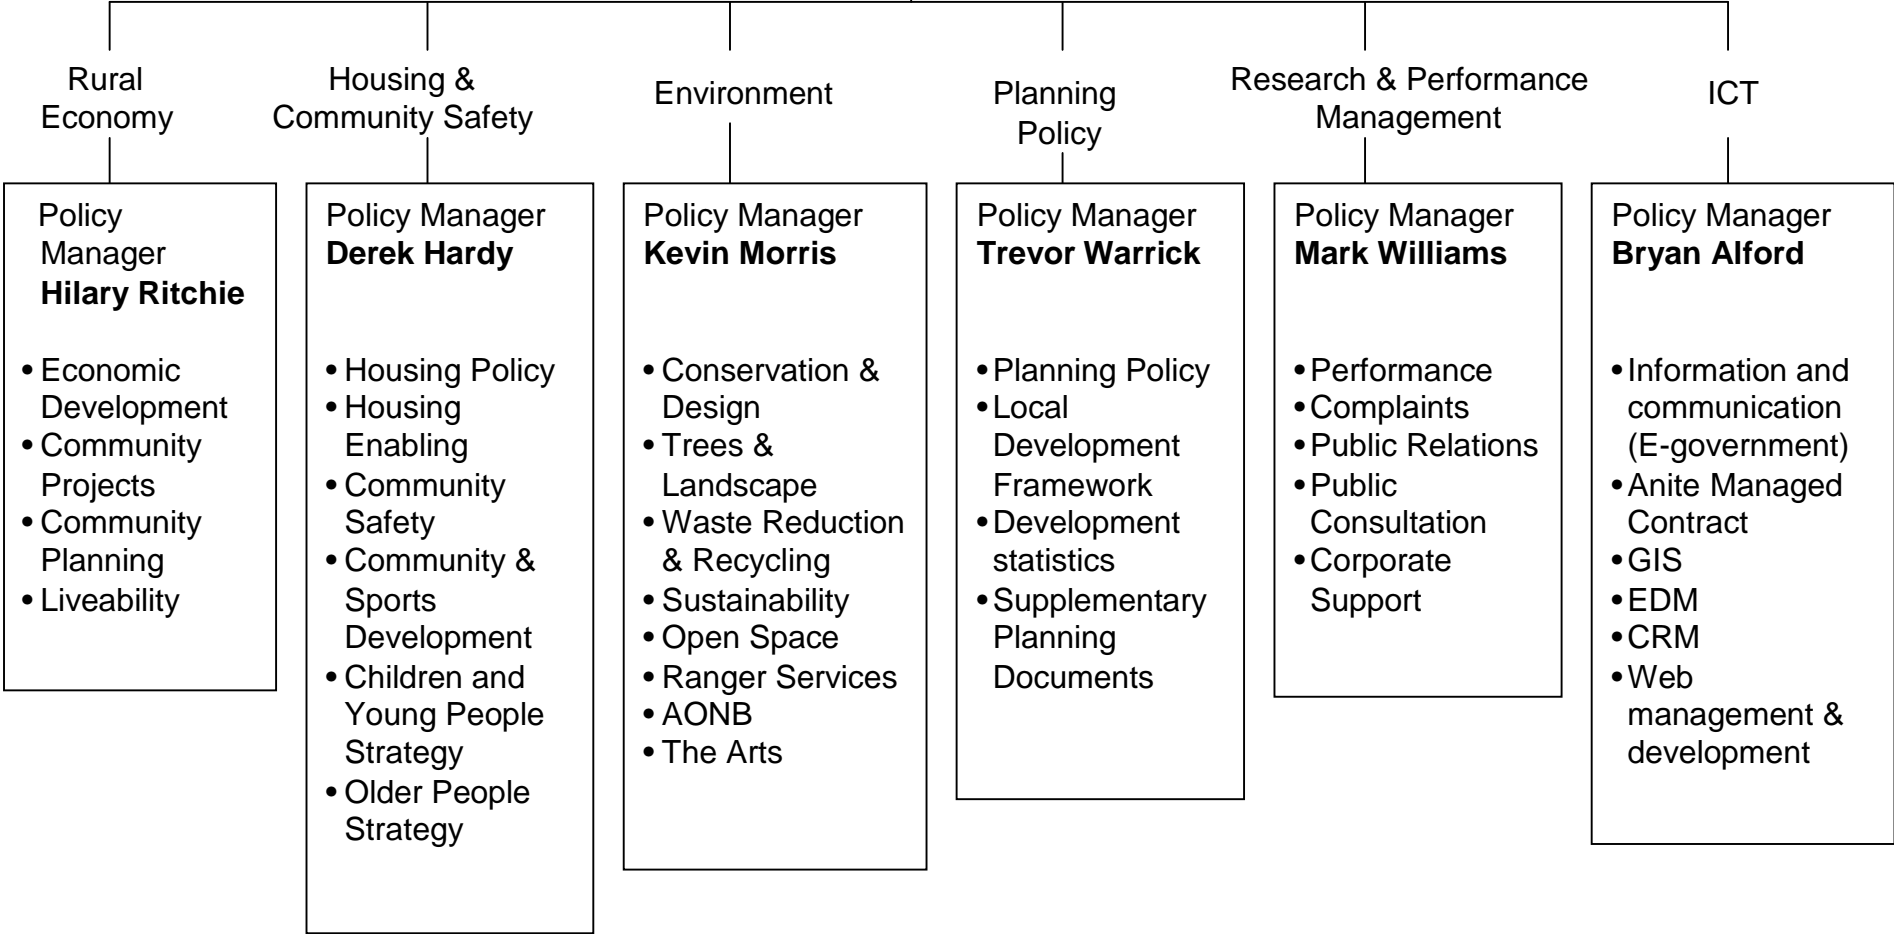 Rural
Economy
Housing &
Community Safety
Environment
Planning
Policy
Research & Performance
Management
ICT
Policy
Manager
Hilary Ritchie
• Economic
Development
• Community
Projects
• Community
Planning
• Liveability
Policy Manager
Derek Hardy
• Housing Policy
• Housing
Enabling
• Community
Safety
• Community &
Sports
Development
• Children and
Young People
Strategy
• Older People
Strategy
Policy Manager
Kevin Morris
• Conservation &
Design
• Trees &
Landscape
• Waste Reduction
& Recycling
• Sustainability
• Open Space
• Ranger Services
• AONB
• The Arts
Policy Manager
Trevor Warrick
• Planning Policy
• Local
Development
Framework
• Development
statistics
• Supplementary
Planning
Documents
Policy Manager
Mark Williams
• Performance
• Complaints
• Public Relations
• Public
Consultation
• Corporate
Support
Policy Manager
Bryan Alford
• Information and
communication
(E-government)
• Anite Managed
Contract
• GIS
• EDM
• CRM
• Web
management &
development